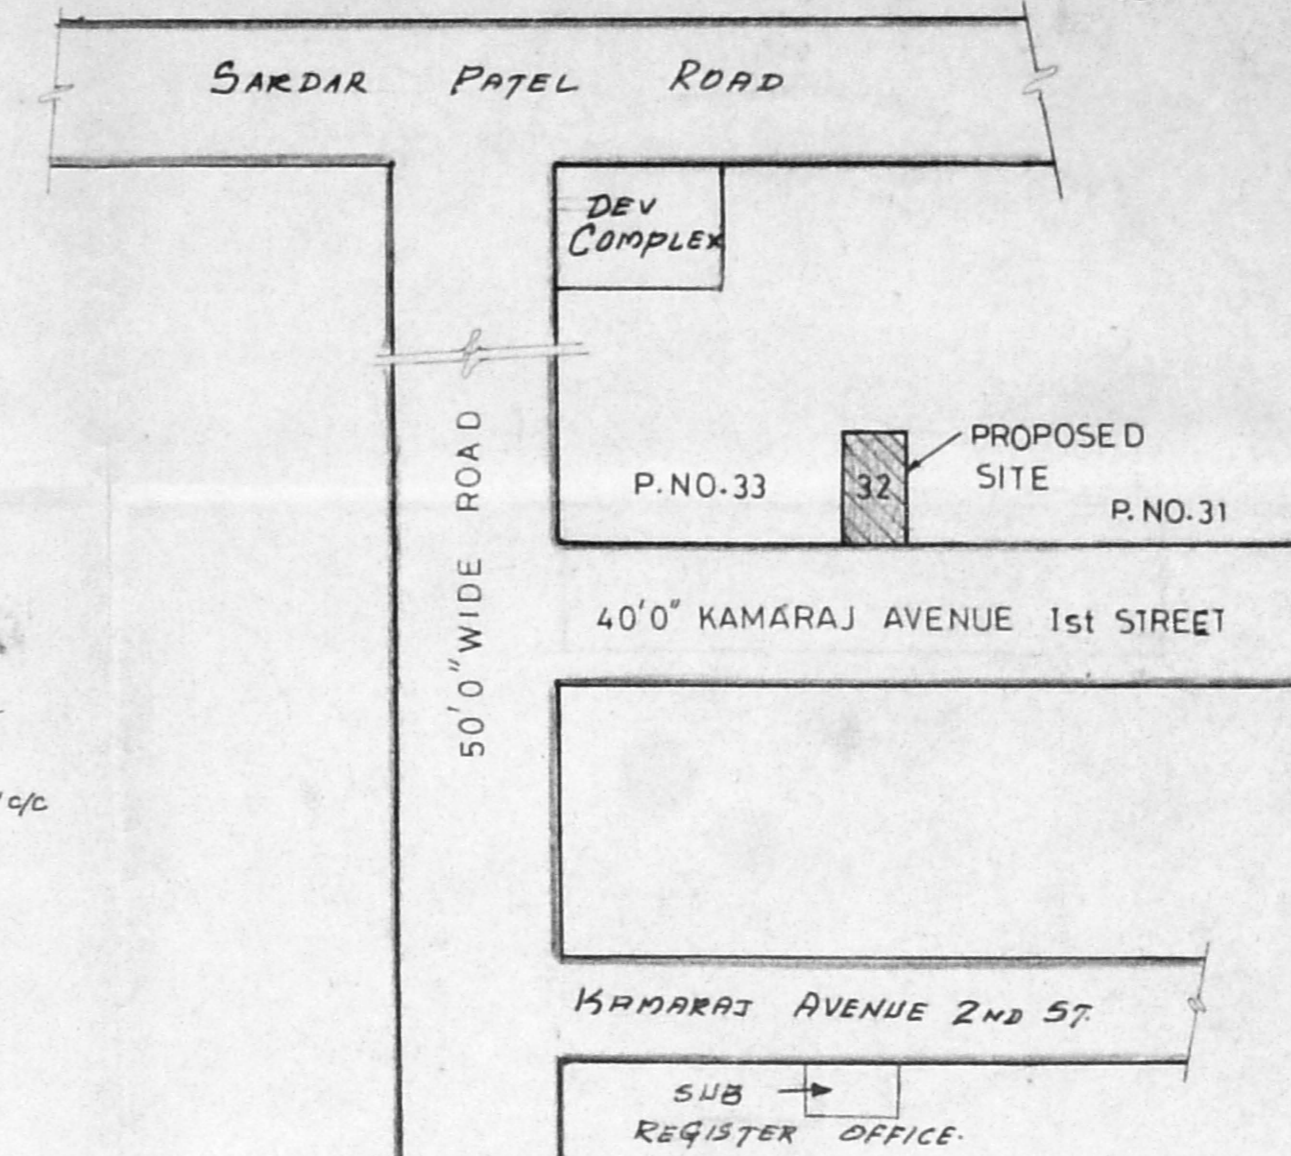 SARDAR PATEL ROAD
DEV
COMPLEX
50'0" WIDE ROAD
PROPOSED
SITE
P.NO.33
32
P.NO.31
40'0" KAMARAJ AVENUE 1st STREET
c/c
KAMARAJ AVENUE 2ND ST.
SUB
REGISTER OFFICE.